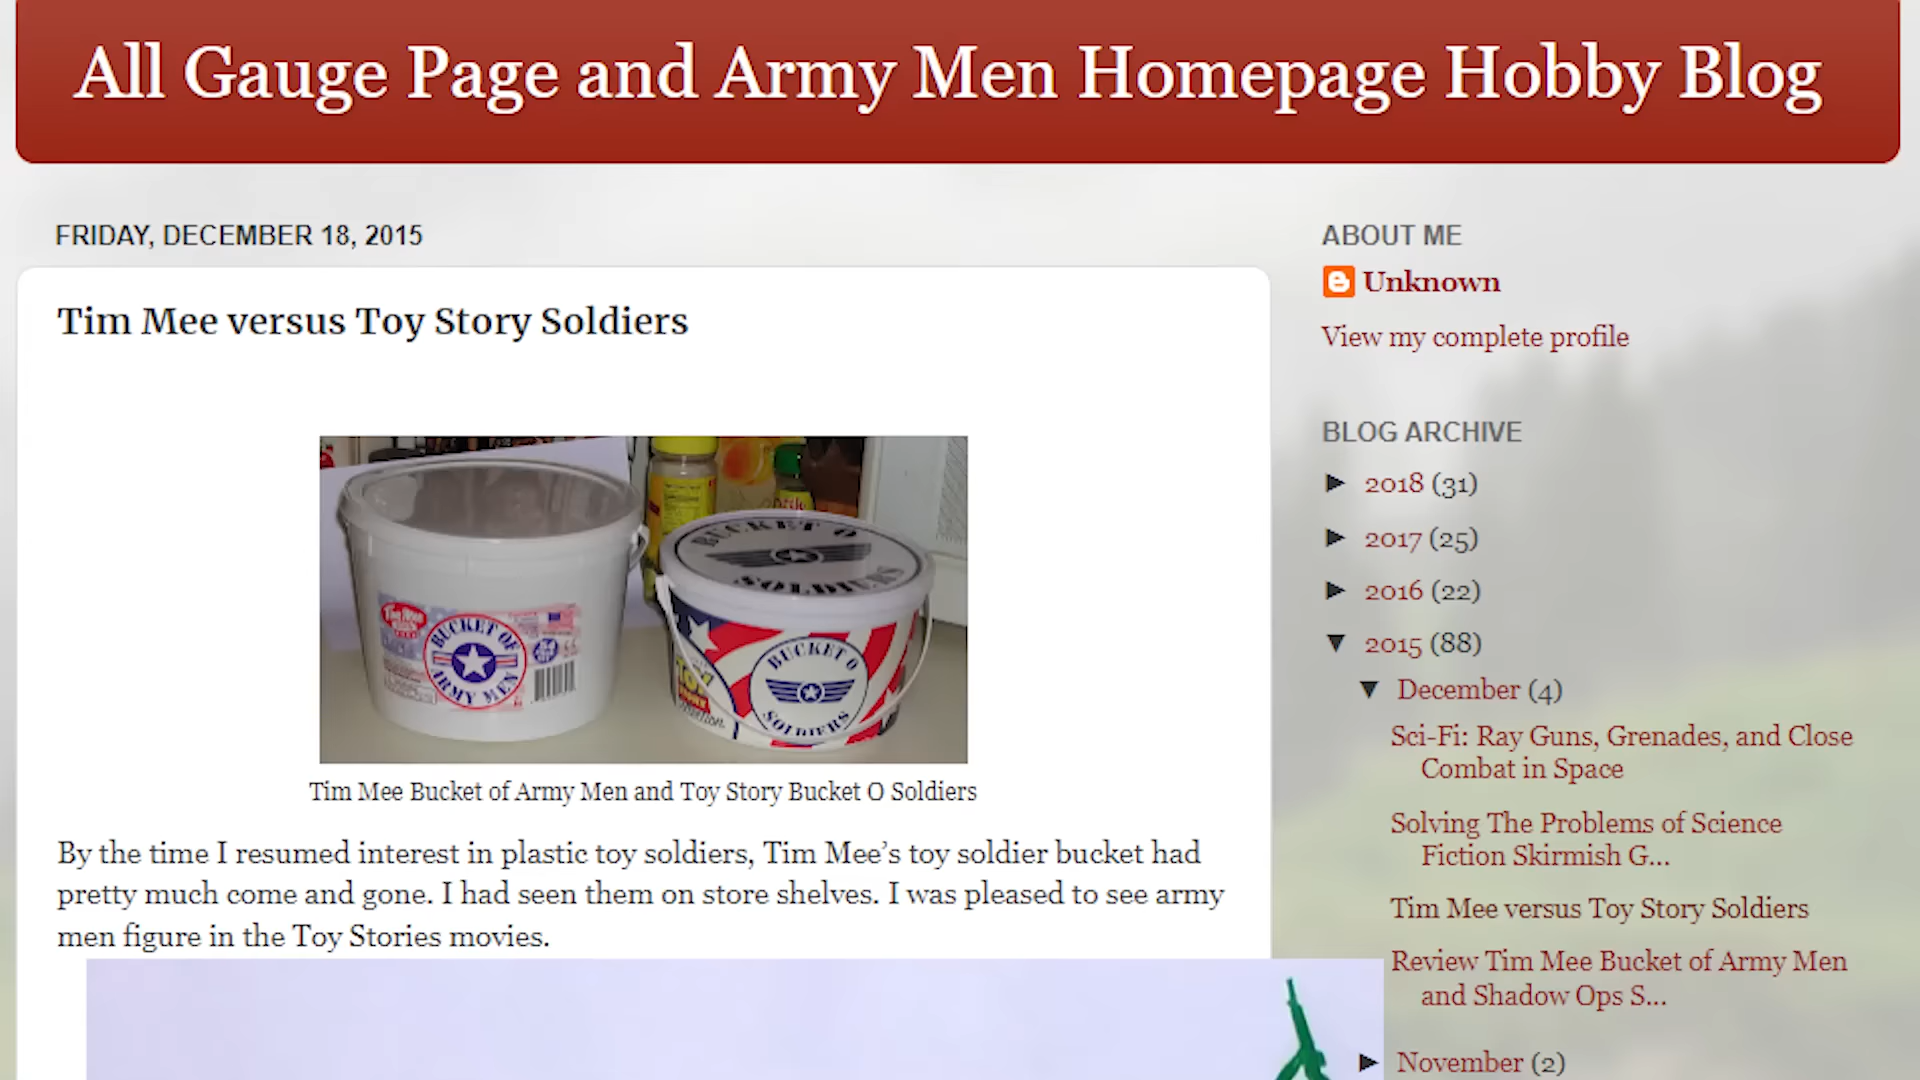 All Gauge Page and Army Men Homepage Hobby Blog
FRIDAY, DECEMBER 18, 2015
Tim Mee versus Toy Story Soldiers
BUCKET OF
ARMY MEN
BUCKET O
SOLDIERS
TOY
BUCKET O
SOLDIERS
Tim Mee Bucket of Army Men and Toy Story Bucket O Soldiers
By the time I resumed interest in plastic toy soldiers, Tim Mee’s toy soldier bucket had
pretty much come and gone. I had seen them on store shelves. I was pleased to see army
men figure in the Toy Stories movies.
ABOUT ME
Unknown
View my complete profile
BLOG ARCHIVE
► 2018 (31)
► 2017 (25)
► 2016 (22)
▼ 2015 (88)
▼ December (4)
Sci-Fi: Ray Guns, Grenades, and Close
Combat in Space
Solving The Problems of Science
Fiction Skirmish G...
Tim Mee versus Toy Story Soldiers
Review Tim Mee Bucket of Army Men
and Shadow Ops S...
► November (2)